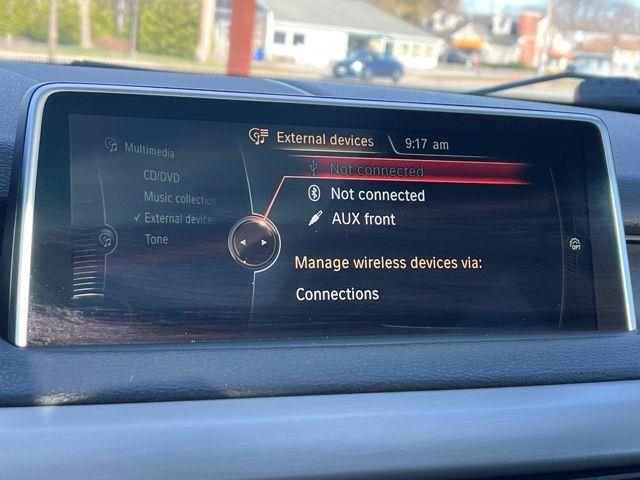 Multimedia
CD/DVD
Music collection
✓ External devices
Tone
External devices
9:17 am
Not connected
Not connected
AUX front
Manage wireless devices via:
Connections
OPT